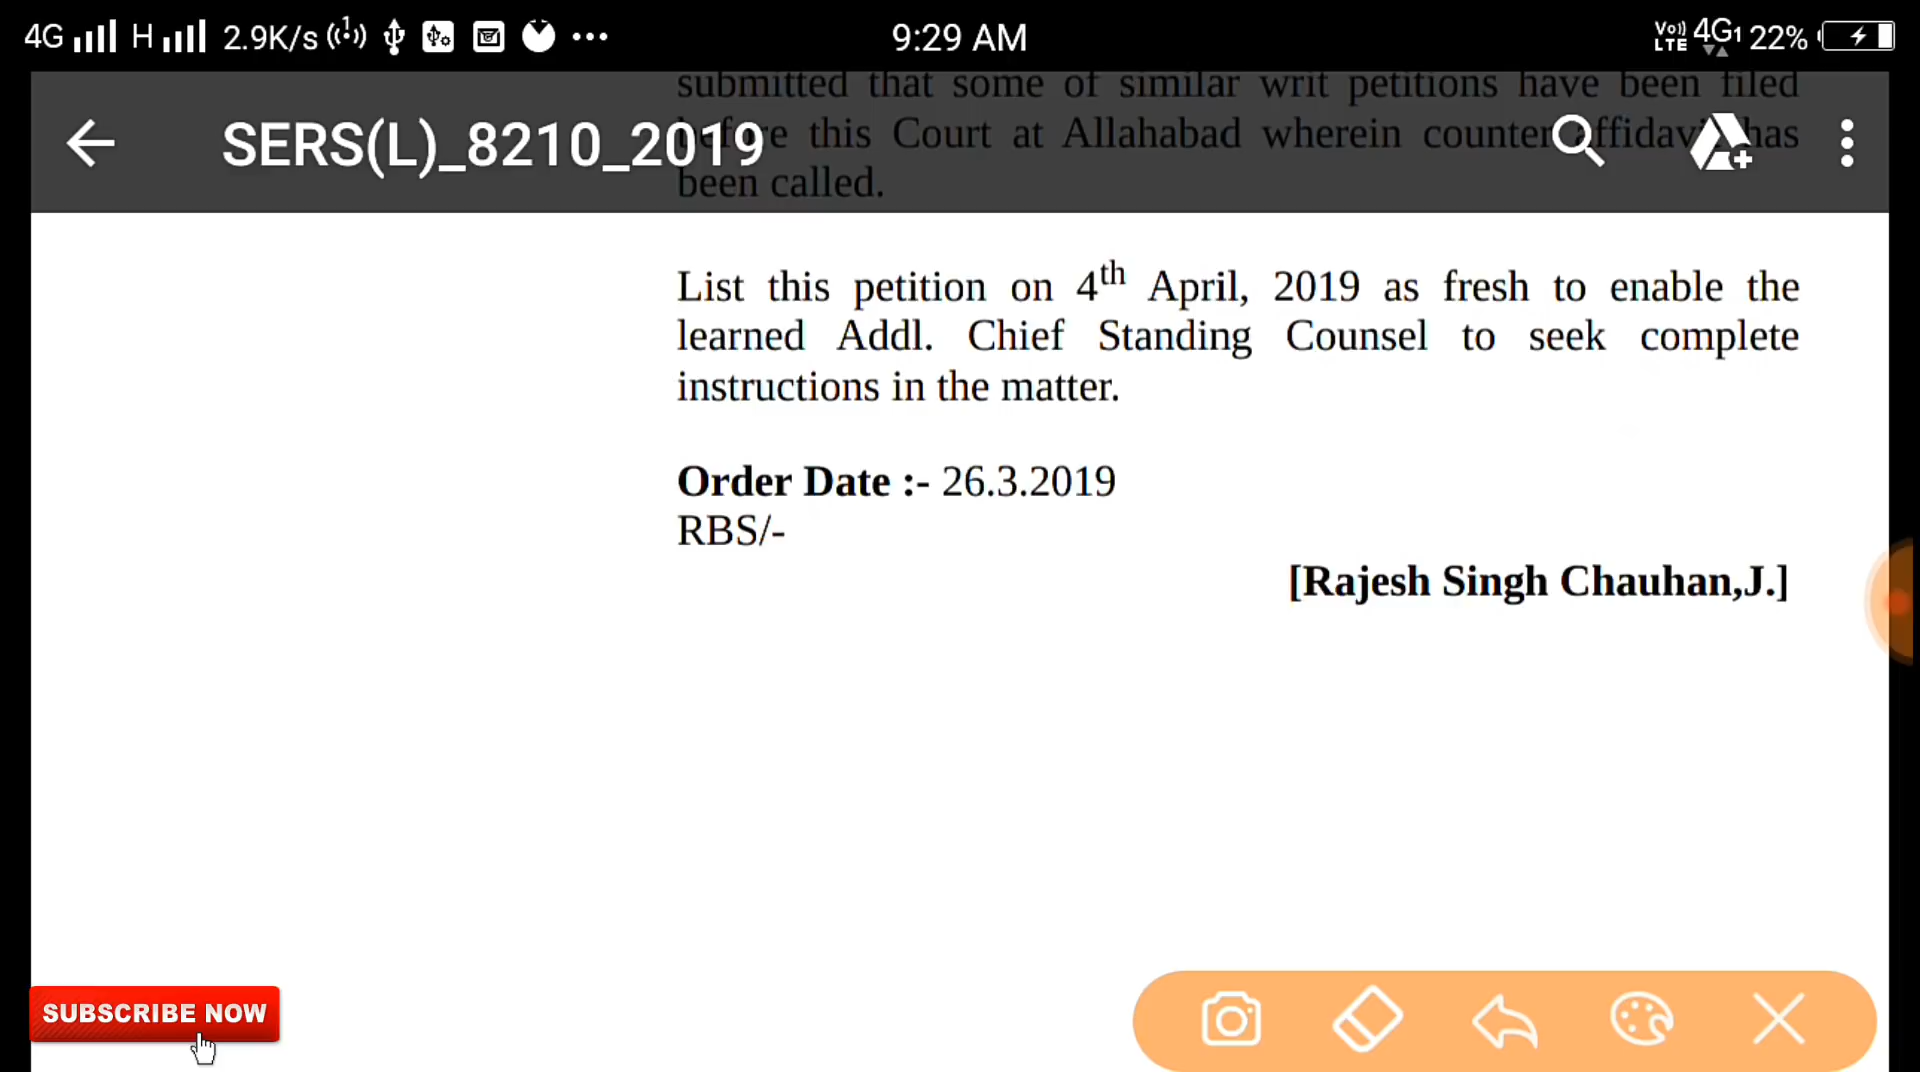 4G H 2.9K/s 9:29 AM VoLTE 4G1 22%
submitted that some of similar writ petitions have been filed
SERS(L)_8210_2019
this Court at Allahabad wherein counter has
been called.
List this petition on 4th April, 2019 as fresh to enable the
learned Addl. Chief Standing Counsel to seek complete
instructions in the matter.
Order Date :- 26.3.2019
RBS/-
[Rajesh Singh Chauhan,J.]
SUBSCRIBE NOW